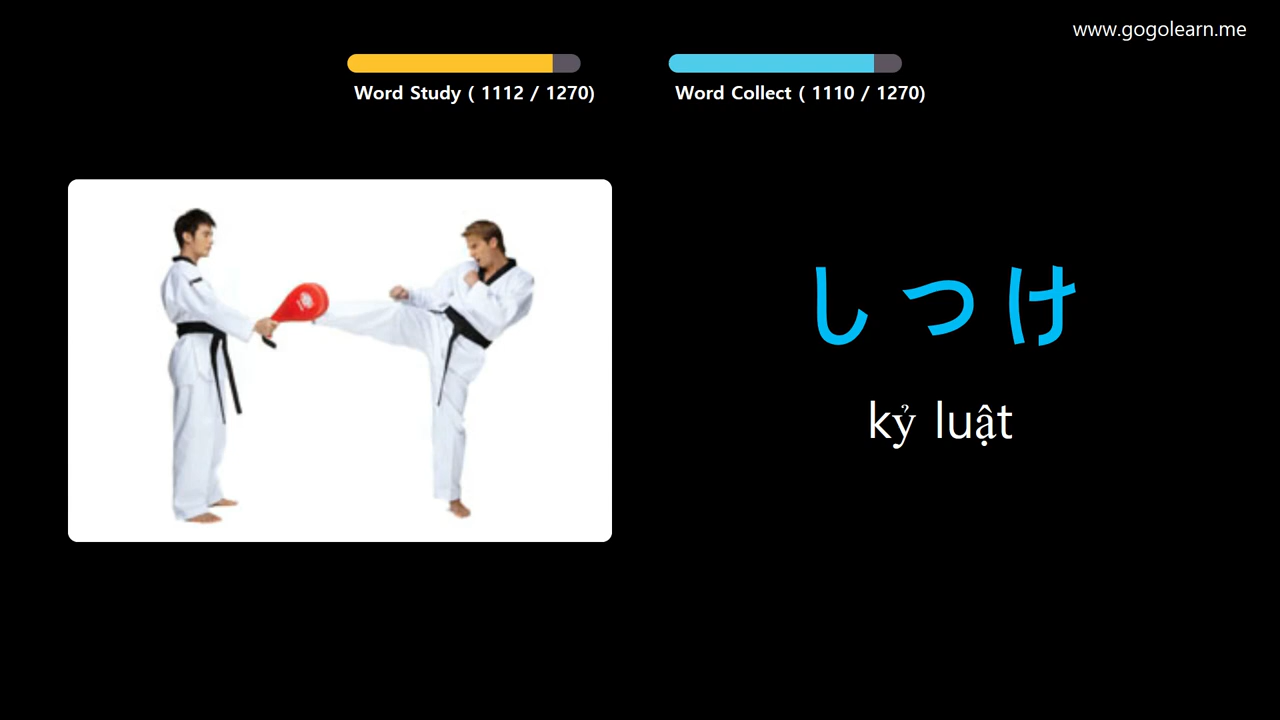 www.gogolearn.me
Word Study ( 1112 / 1270)
Word Collect ( 1110 / 1270)
しつけ
kỷ luật